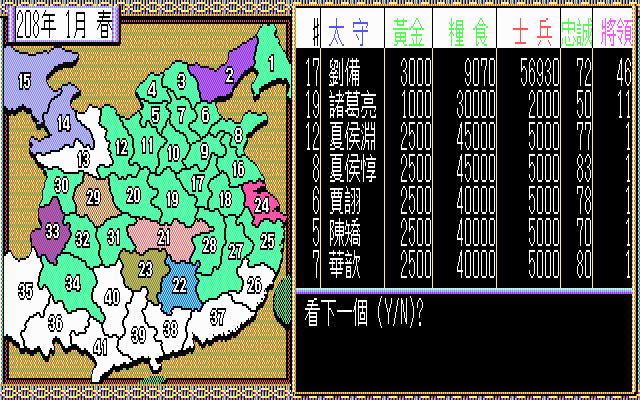 208年 1月 春
太守 黃金 糧食 士兵 忠誠 將領
17 劉備 3000 9070 56930 72 46
19 諸葛亮 1000 30000 2000 50 11
12 夏侯淵 2500 45000 5000 77 1
8 夏侯惇 2500 45000 5000 83 1
6 賈詡 2500 40000 5000 78 1
5 陳矯 2500 40000 5000 70 1
7 華歆 2500 40000 5000 80 1
看下一個 (Y/N)?
1
2
3
4
15
5 7 6
14
8
12 11 10 9
13
16
30 29 20 19 17 18 24
33 32 31 21 28 27 25
23
34 22 26
35 40
36 39 38 37
41